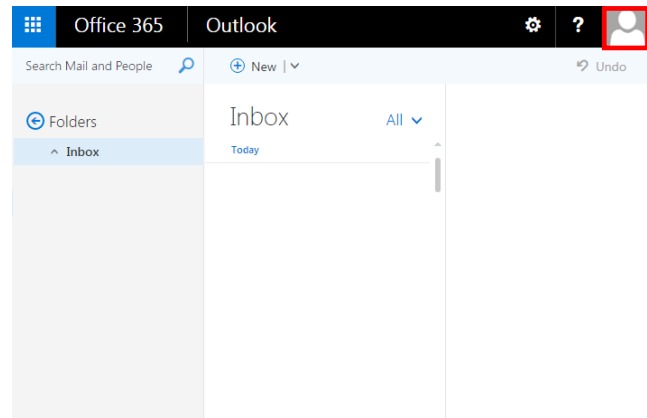 Office 365 Outlook ?
Search Mail and People New Undo
Folders
Inbox
Inbox All
Today